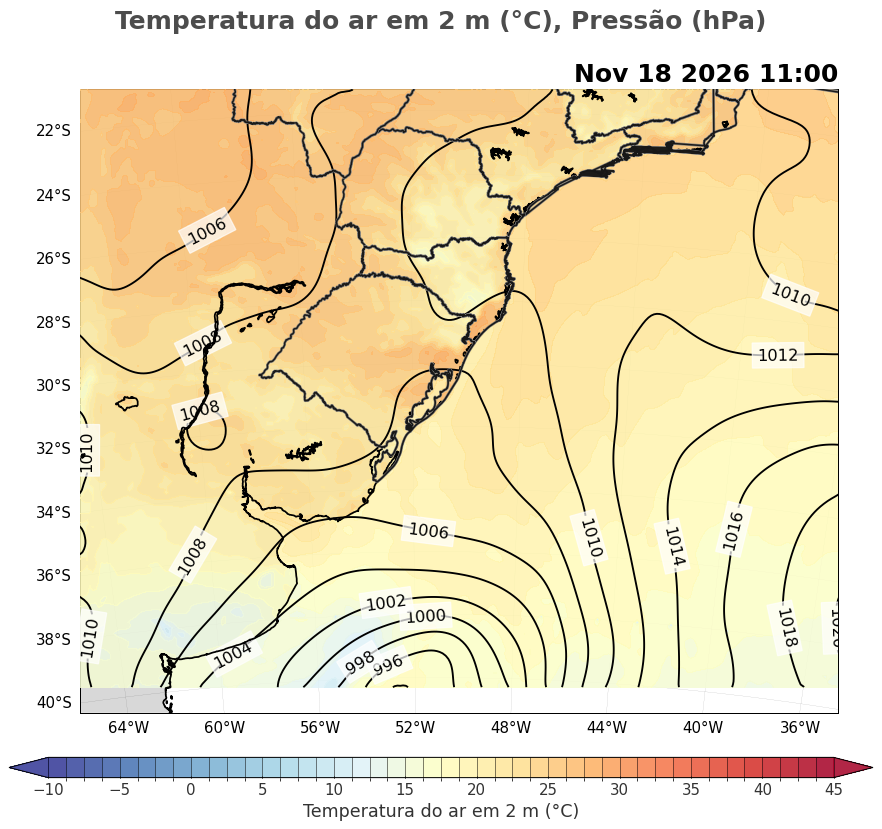 Temperatura do ar em 2 m (°C), Pressão (hPa)
Nov 18 2026 11:00
22°S
24°S
1006
26°S
1010
28°S
1008
1012
30°S
1008
32°S
1010
34°S
1016
1006
1010
1014
1008
36°S
1002
1000
1018
1010
38°S
1004
998
996
40°S
64°W
60°W
56°W
52°W
48°W
44°W
40°W
36°W
−10
−5
0
5
10
15
20
25
30
35
40
45
Temperatura do ar em 2 m (°C)